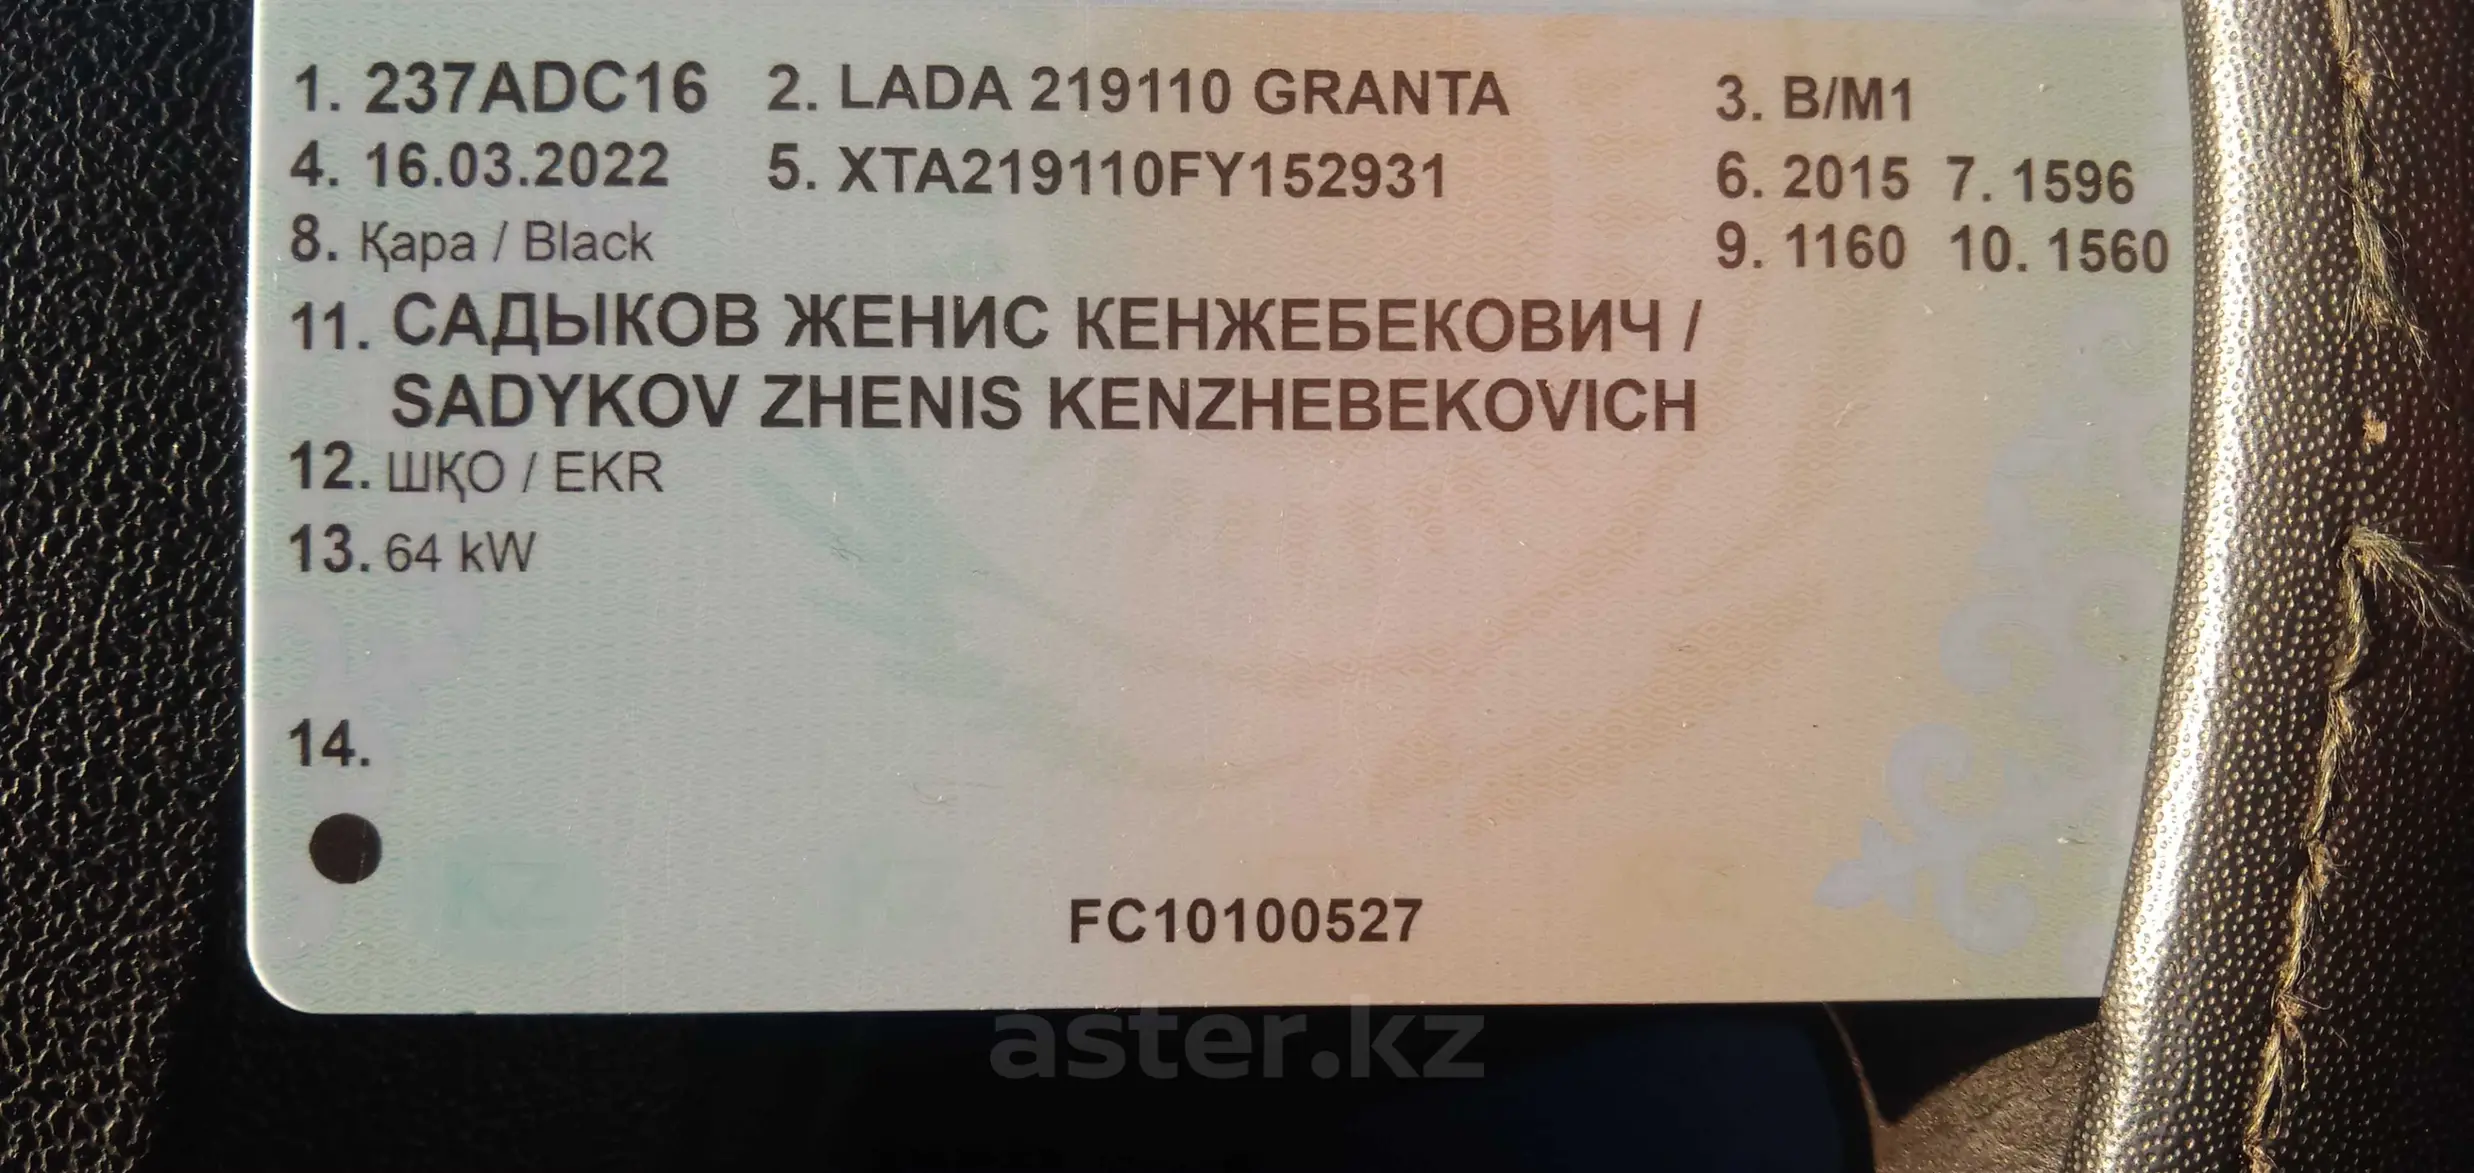 1. 237ADC16 2. LADA 219110 GRANTA 3. B/M1
4. 16.03.2022 5. XTA219110FY152931 6. 2015 7. 1596
8. Қара / Black 9. 1160 10. 1560
11. САДЫКОВ ЖЕНИС КЕНЖЕБЕКОВИЧ /
SADYKOV ZHENIS KENZHEBEKOVICH
12. ШҚО / EKR
13. 64 kW
14.
KZ
FC10100527
aster.kz